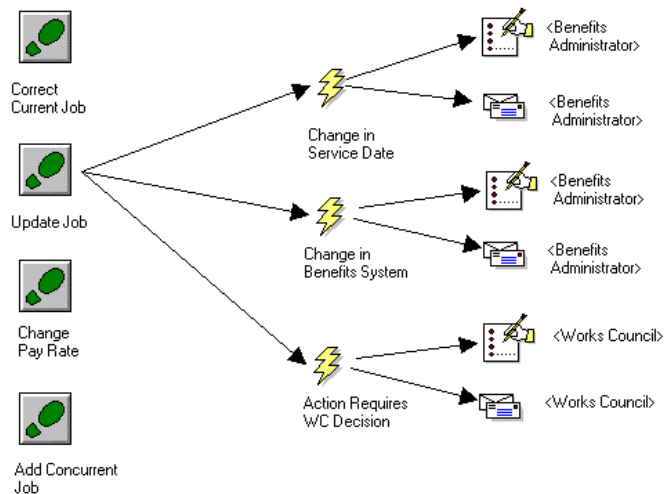 Correct
Current Job
Update Job
Change
Pay Rate
Add Concurrent
Job
Change in
Service Date
Change in
Benefits System
Action Requires
WC Decision
<Benefits
Administrator>
<Benefits
Administrator>
<Benefits
Administrator>
<Benefits
Administrator>
<Works Council>
<Works Council>